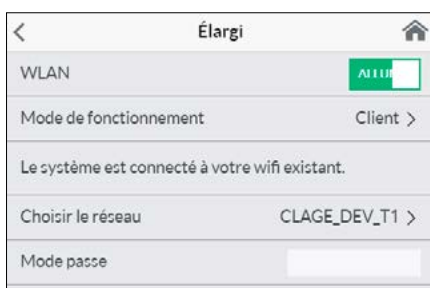 Élargi
WLAN
Mode de fonctionnement Client >
Le système est connecté à votre wifi existant.
Choisir le réseau CLAGE_DEV_T1 >
Mode passe